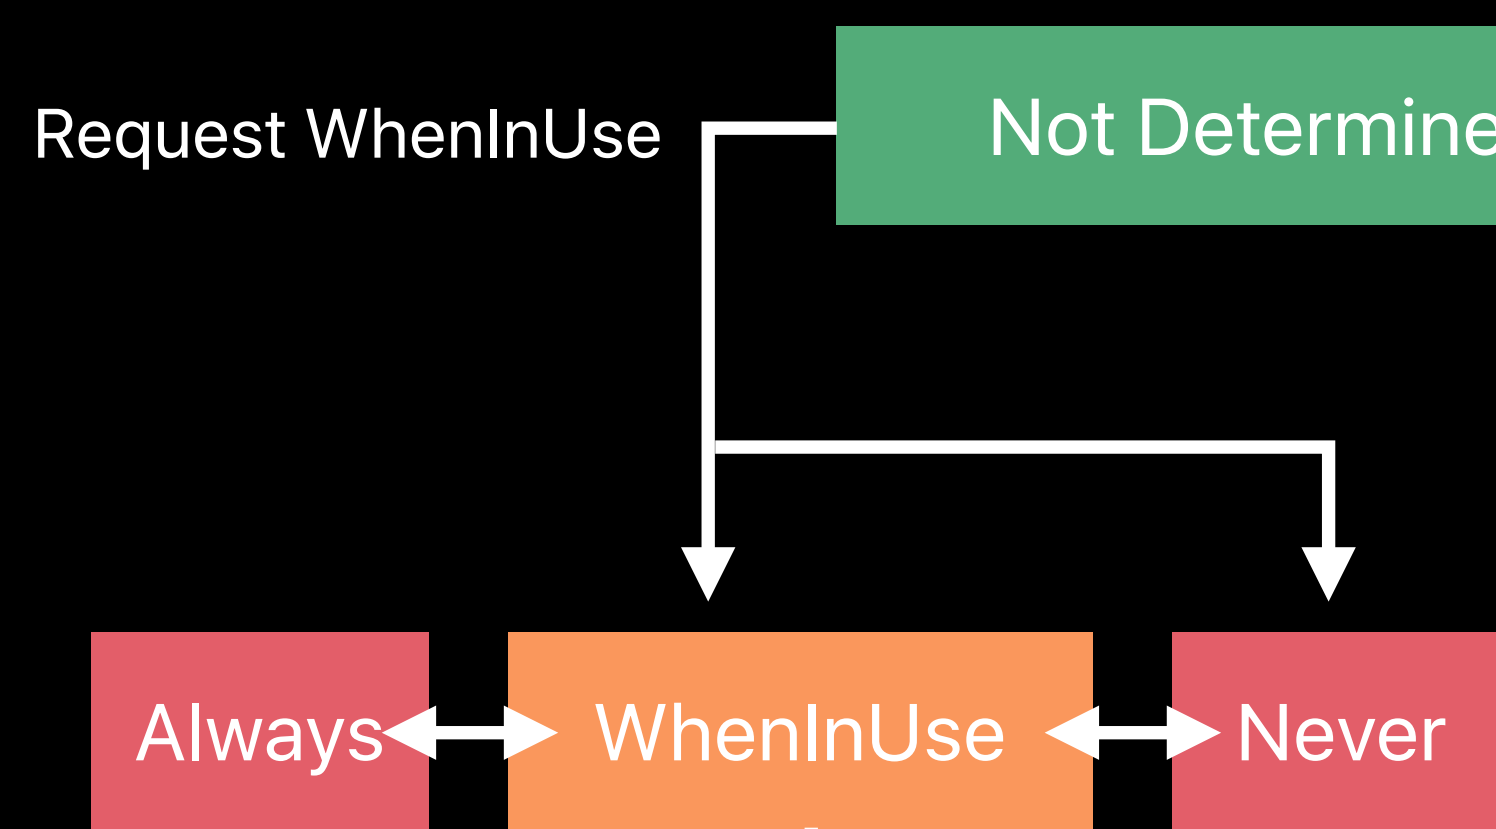 Request WhenInUse
Not Determine
Always
WhenInUse
Never